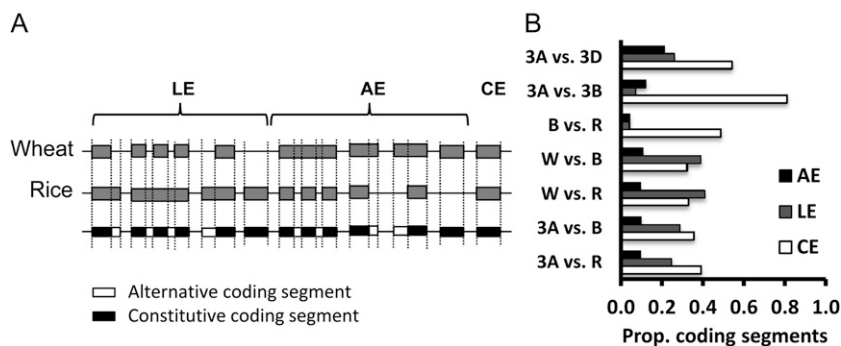 A
LE AE CE
Wheat
Rice
Alternative coding segment
Constitutive coding segment
B
3A vs. 3D
3A vs. 3B
B vs. R
W vs. B
W vs. R
3A vs. B
3A vs. R
AE
LE
CE
0.0 0.2 0.4 0.6 0.8 1.0
Prop. coding segments